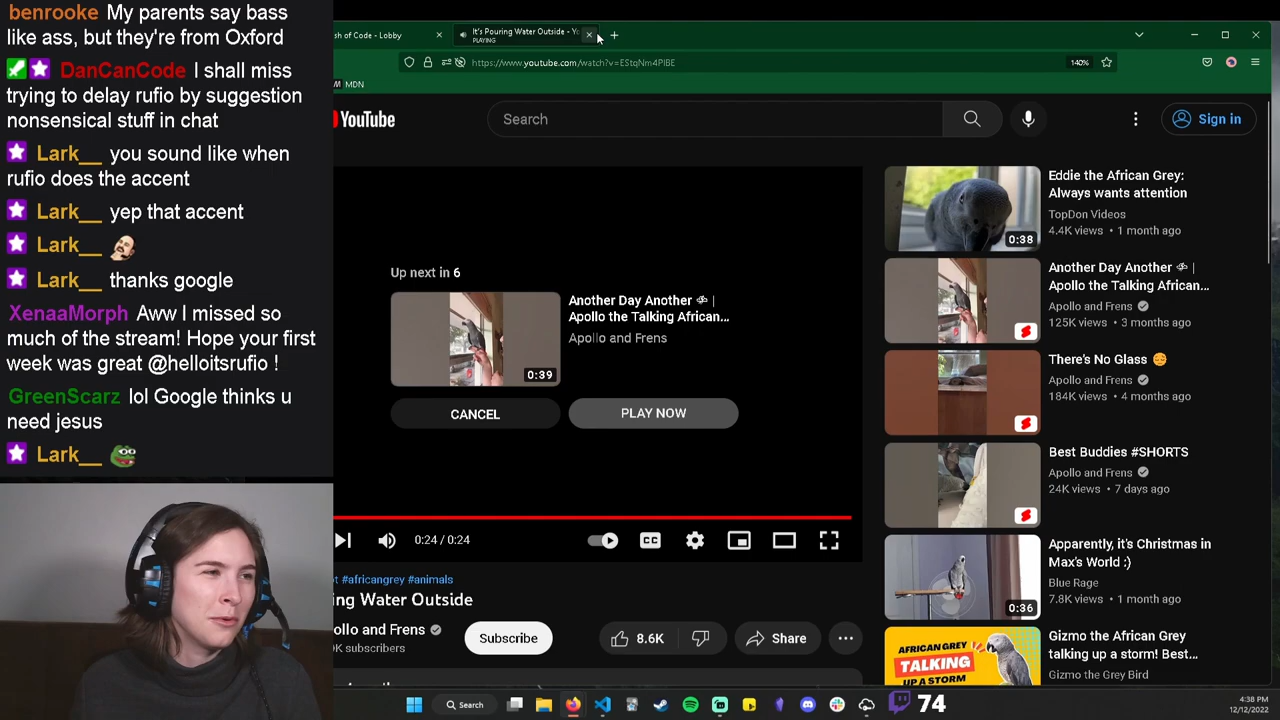 benrooke My parents say bass
like ass, but they're from Oxford
DanCanCode I shall miss
trying to delay rufio by suggestion
nonsensical stuff in chat
Lark__ you sound like when
rufio does the accent
Lark__ yep that accent
Lark__
Lark__ thanks google
XenaaMorph Aww I missed so
much of the stream! Hope your first
week was great @helloitsrufio !
GreenScarz lol Google thinks u
need jesus
Lark__
sh of Code - Lobby
It's Pouring Water Outside - Yo
PLAYING
https://www.youtube.com/watch?v=EStqNm4PlBE
140%
MDN
YouTube
Search
Sign in
Up next in 6
Another Day Another
Apollo the Talking African...
Apollo and Frens
0:39
CANCEL
PLAY NOW
0:24 / 0:24
ot #africangrey #animals
ring Water Outside
ollo and Frens
K subscribers
Subscribe
8.6K
Share
Eddie the African Grey:
Always wants attention
TopDon Videos
4.4K views • 1 month ago
0:38
Another Day Another |
Apollo the Talking African...
Apollo and Frens
125K views • 3 months ago
There's No Glass
Apollo and Frens
184K views • 4 months ago
Best Buddies #SHORTS
Apollo and Frens
24K views • 7 days ago
Apparently, it's Christmas in
Max's World :)
Blue Rage
7.8K views • 1 month ago
0:36
Gizmo the African Grey
talking up a storm! Best...
Gizmo the Grey Bird
AFRICAN GREY
TALKING
UP A STORM
Search
74
4:38 PM
12/12/2022